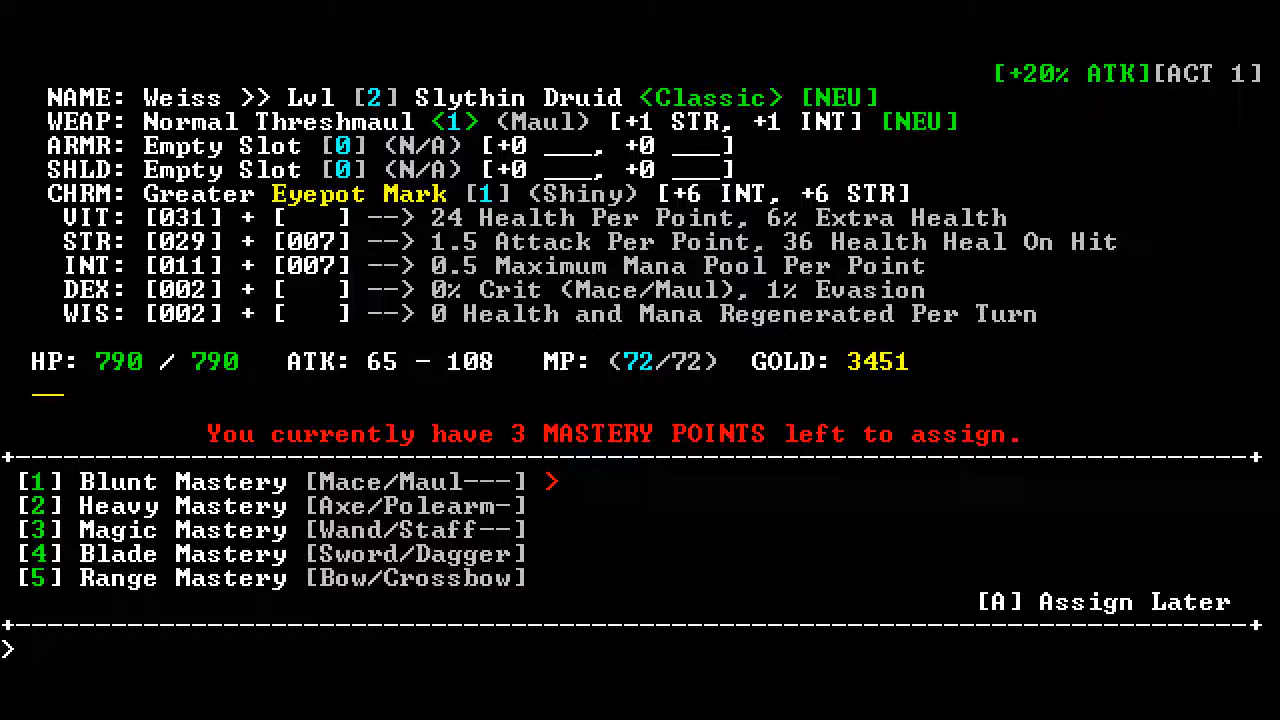 [+20% ATK][ACT 1]
NAME: Weiss >> Lvl [2] Slythin Druid <Classic> [NEU]
WEAP: Normal Threshmaul <1> (Maul) [+1 STR, +1 INT] [NEU]
ARMR: Empty Slot [0] (N/A) [+0 ___, +0 ___]
SHLD: Empty Slot [0] (N/A) [+0 ___, +0 ___]
CHRM: Greater Eyepot Mark [1] (Shiny) [+6 INT, +6 STR]
VIT: [031] + [   ] --> 24 Health Per Point, 6% Extra Health
STR: [029] + [007] --> 1.5 Attack Per Point, 36 Health Heal On Hit
INT: [011] + [007] --> 0.5 Maximum Mana Pool Per Point
DEX: [002] + [   ] --> 0% Crit (Mace/Maul), 1% Evasion
WIS: [002] + [   ] --> 0 Health and Mana Regenerated Per Turn
HP: 790 / 790   ATK: 65 - 108   MP: (72/72)  GOLD: 3451
__
You currently have 3 MASTERY POINTS left to assign.
+-----------------------------------------------------------------------------+
[1] Blunt Mastery [Mace/Maul---] >
[2] Heavy Mastery [Axe/Polearm-]
[3] Magic Mastery [Wand/Staff--]
[4] Blade Mastery [Sword/Dagger]
[5] Range Mastery [Bow/Crossbow]
[A] Assign Later
+-----------------------------------------------------------------------------+
>